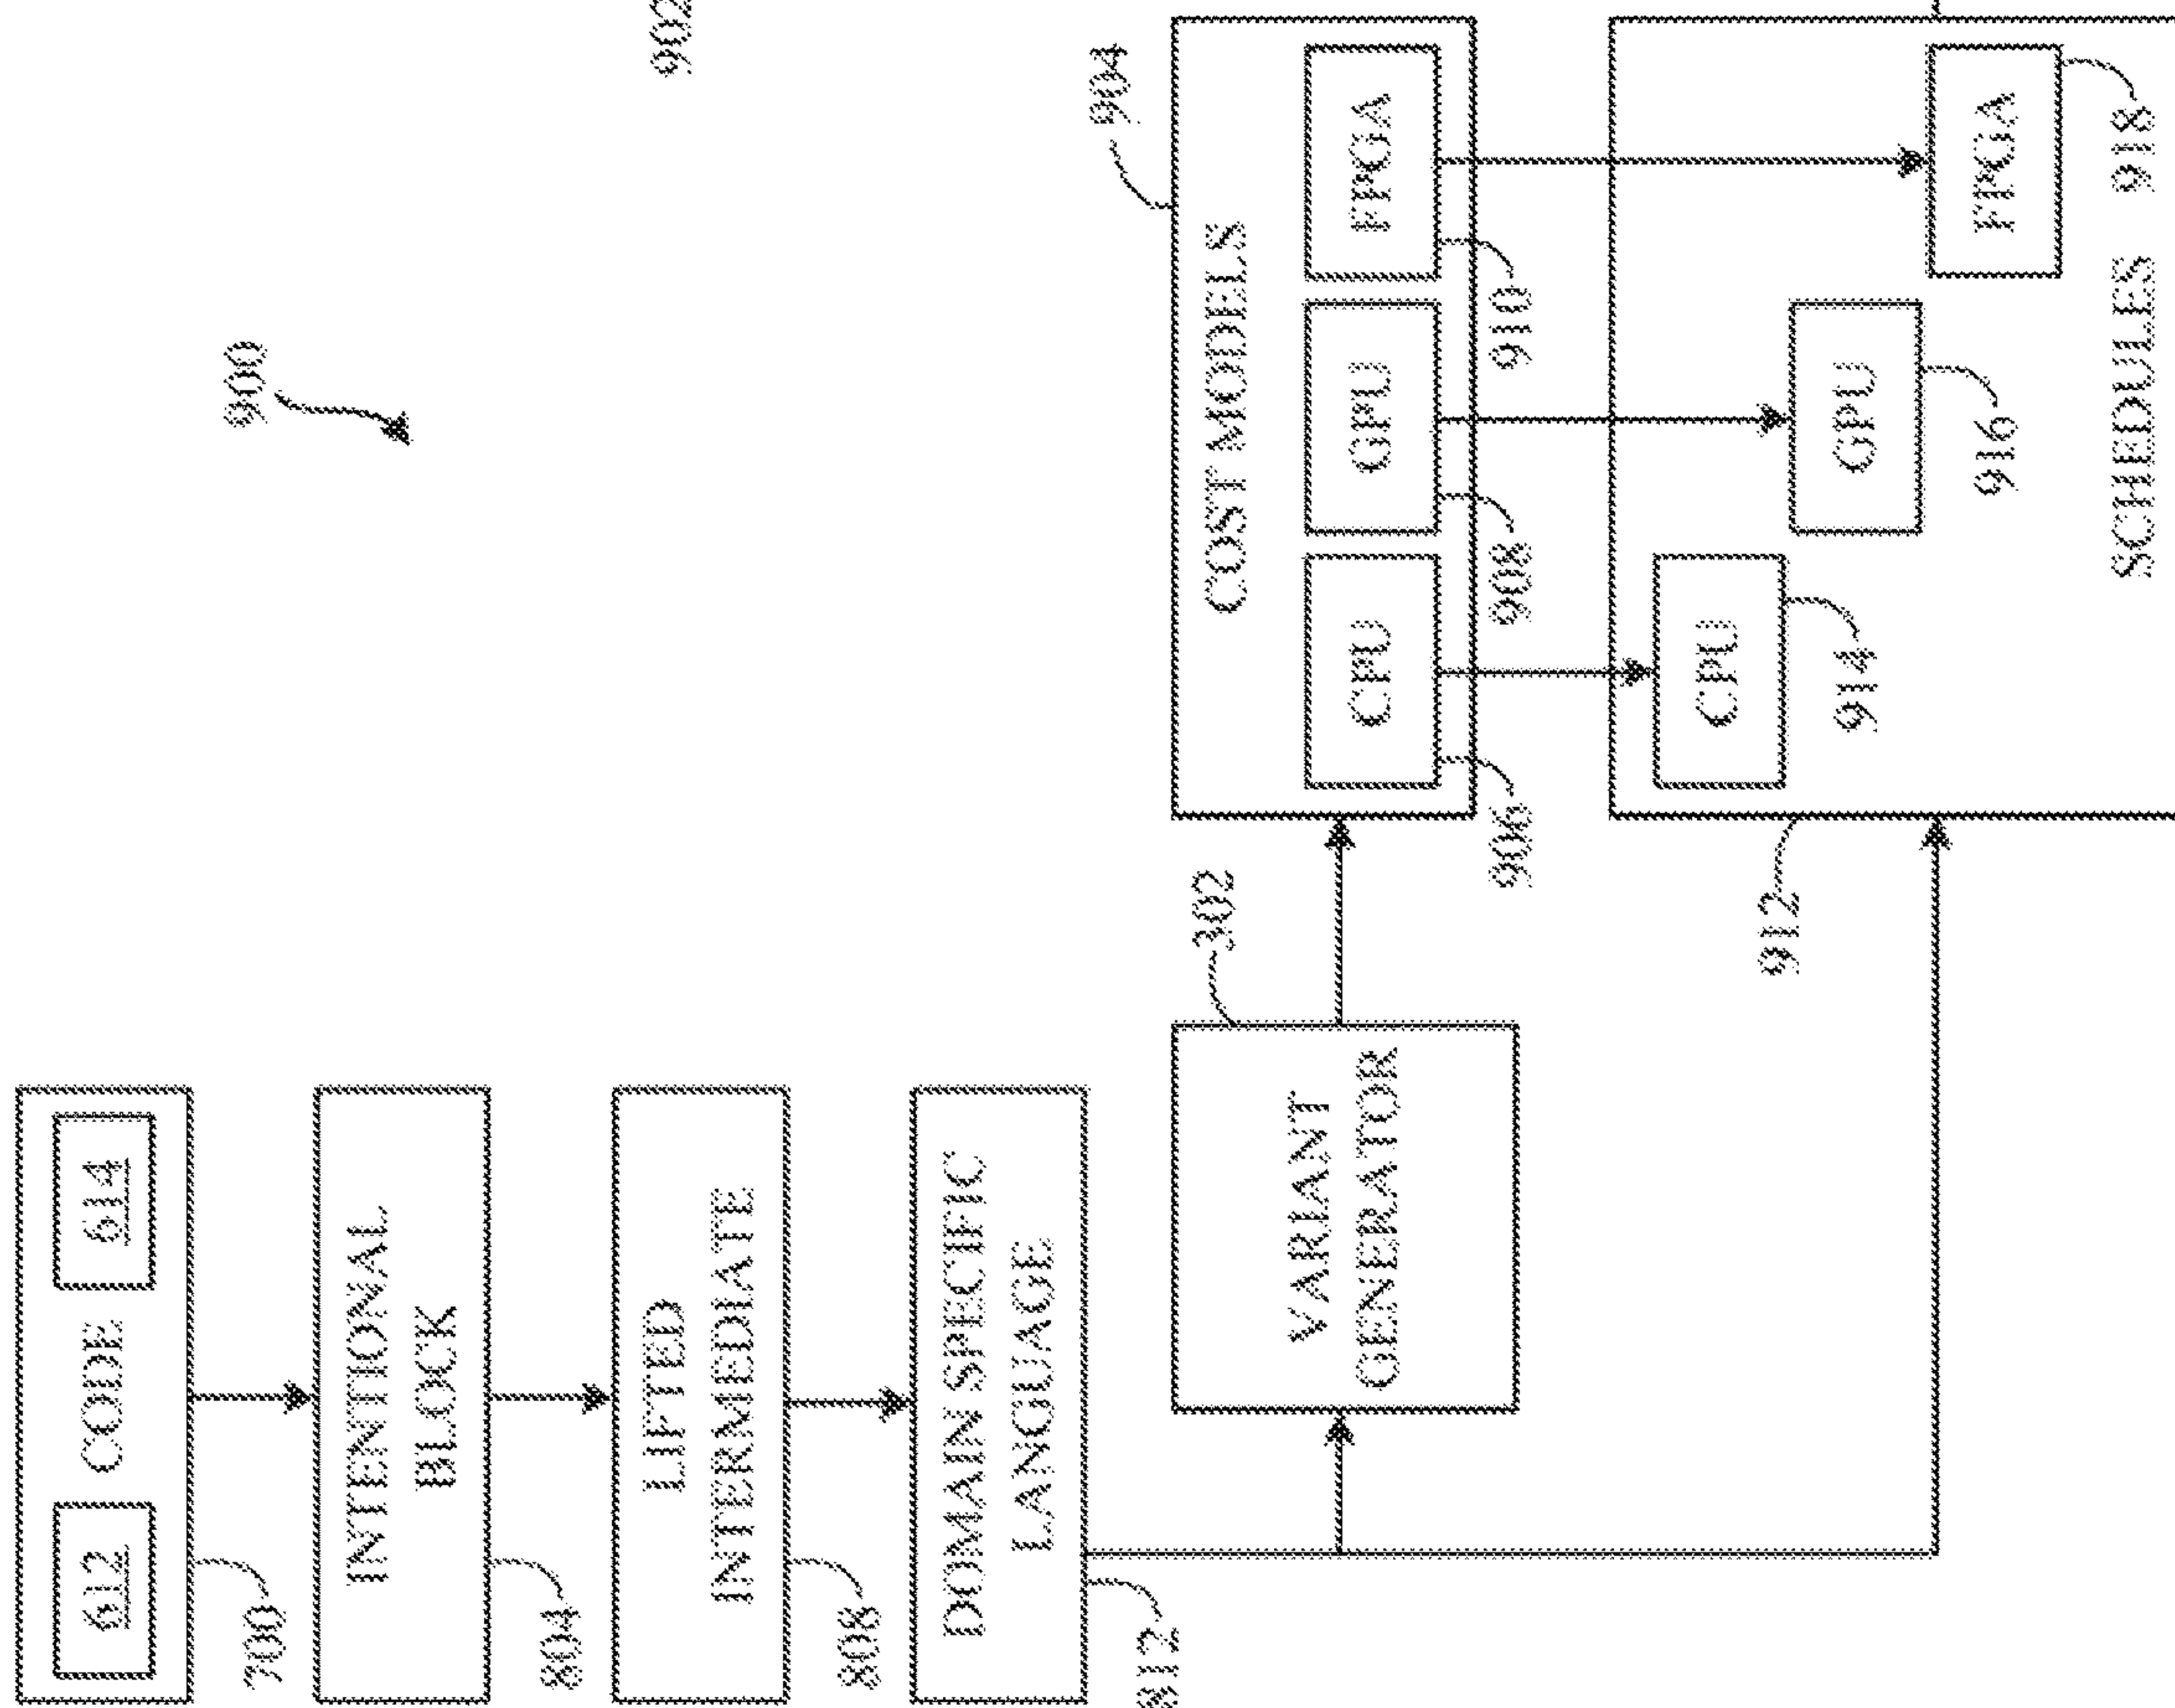 612
CODE
614
700
900
INTENTIONAL
BLOCK
804
LIFTED
INTERMEDIATE
808
902
DOMAIN SPECIFIC
LANGUAGE
812
VARIANT
GENERATOR
302
904
COST MODELS
CPU
GPU
FPGA
906
908
910
912
CPU
914
GPU
916
FPGA
918
SCHEDULES